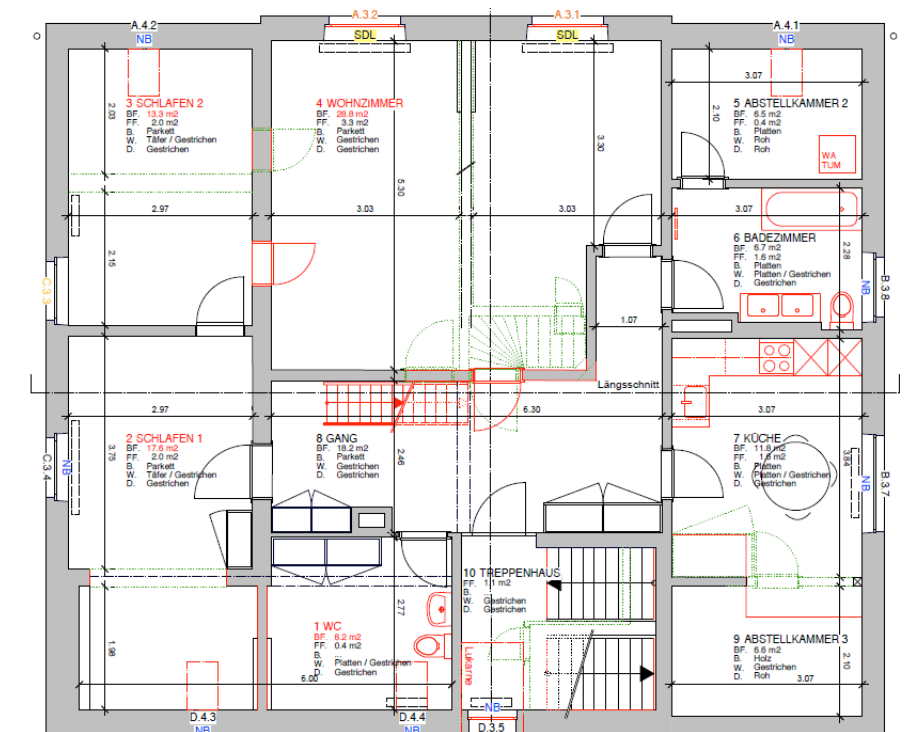 A.4.2
NB
A.3.2
SDL
A.3.1
SDL
A.4.1
NB
3 SCHLAFEN 2
BF. 13.3 m2
FF. 2.0 m2
B. Parkett
W. Täfer / Gestrichen
D. Gestrichen
2.03
2.97
2.15
C.3.3
4 WOHNZIMMER
BF. 28.8 m2
FF. 3.3 m2
B. Parkett
W. Gestrichen
D. Gestrichen
5.30
3.03
3.30
3.03
1.07
3.07
2.10
5 ABSTELLKAMMER 2
BF. 6.5 m2
FF. 0.4 m2
B. Platten
W. Roh
D. Roh
WA
TUM
3.07
6 BADEZIMMER
BF. 6.7 m2
FF. 1.6 m2
B. Platten
W. Platten / Gestrichen
D. Gestrichen
2.28
NB
B.3.8
Längsschnitt
2.97
2 SCHLAFEN 1
BF. 17.6 m2
FF. 2.0 m2
B. Parkett
W. Täfer / Gestrichen
D. Gestrichen
3.75
NB
C.3.4
6.30
8 GANG
BF. 18.2 m2
W. Parkett
W. Gestrichen
D. Gestrichen
2.46
3.07
7 KÜCHE
BF. 11.8 m2
FF. 1.6 m2
B. Platten
W. Platten / Gestrichen
D. Gestrichen
3.84
NB
B.3.7
10 TREPPENHAUS
FF. 1.1 m2
B. ...
W. Gestrichen
D. Gestrichen
Lukarne
NB
D.3.5
1 WC
BF. 8.2 m2
FF. 0.4 m2
B. ...
W. Platten / Gestrichen
D. Gestrichen
2.77
6.00
1.98
D.4.3
NB
D.4.4
NB
9 ABSTELLKAMMER 3
BF. 6.6 m2
B. Holz
W. Gestrichen
D. Roh
2.10
3.07